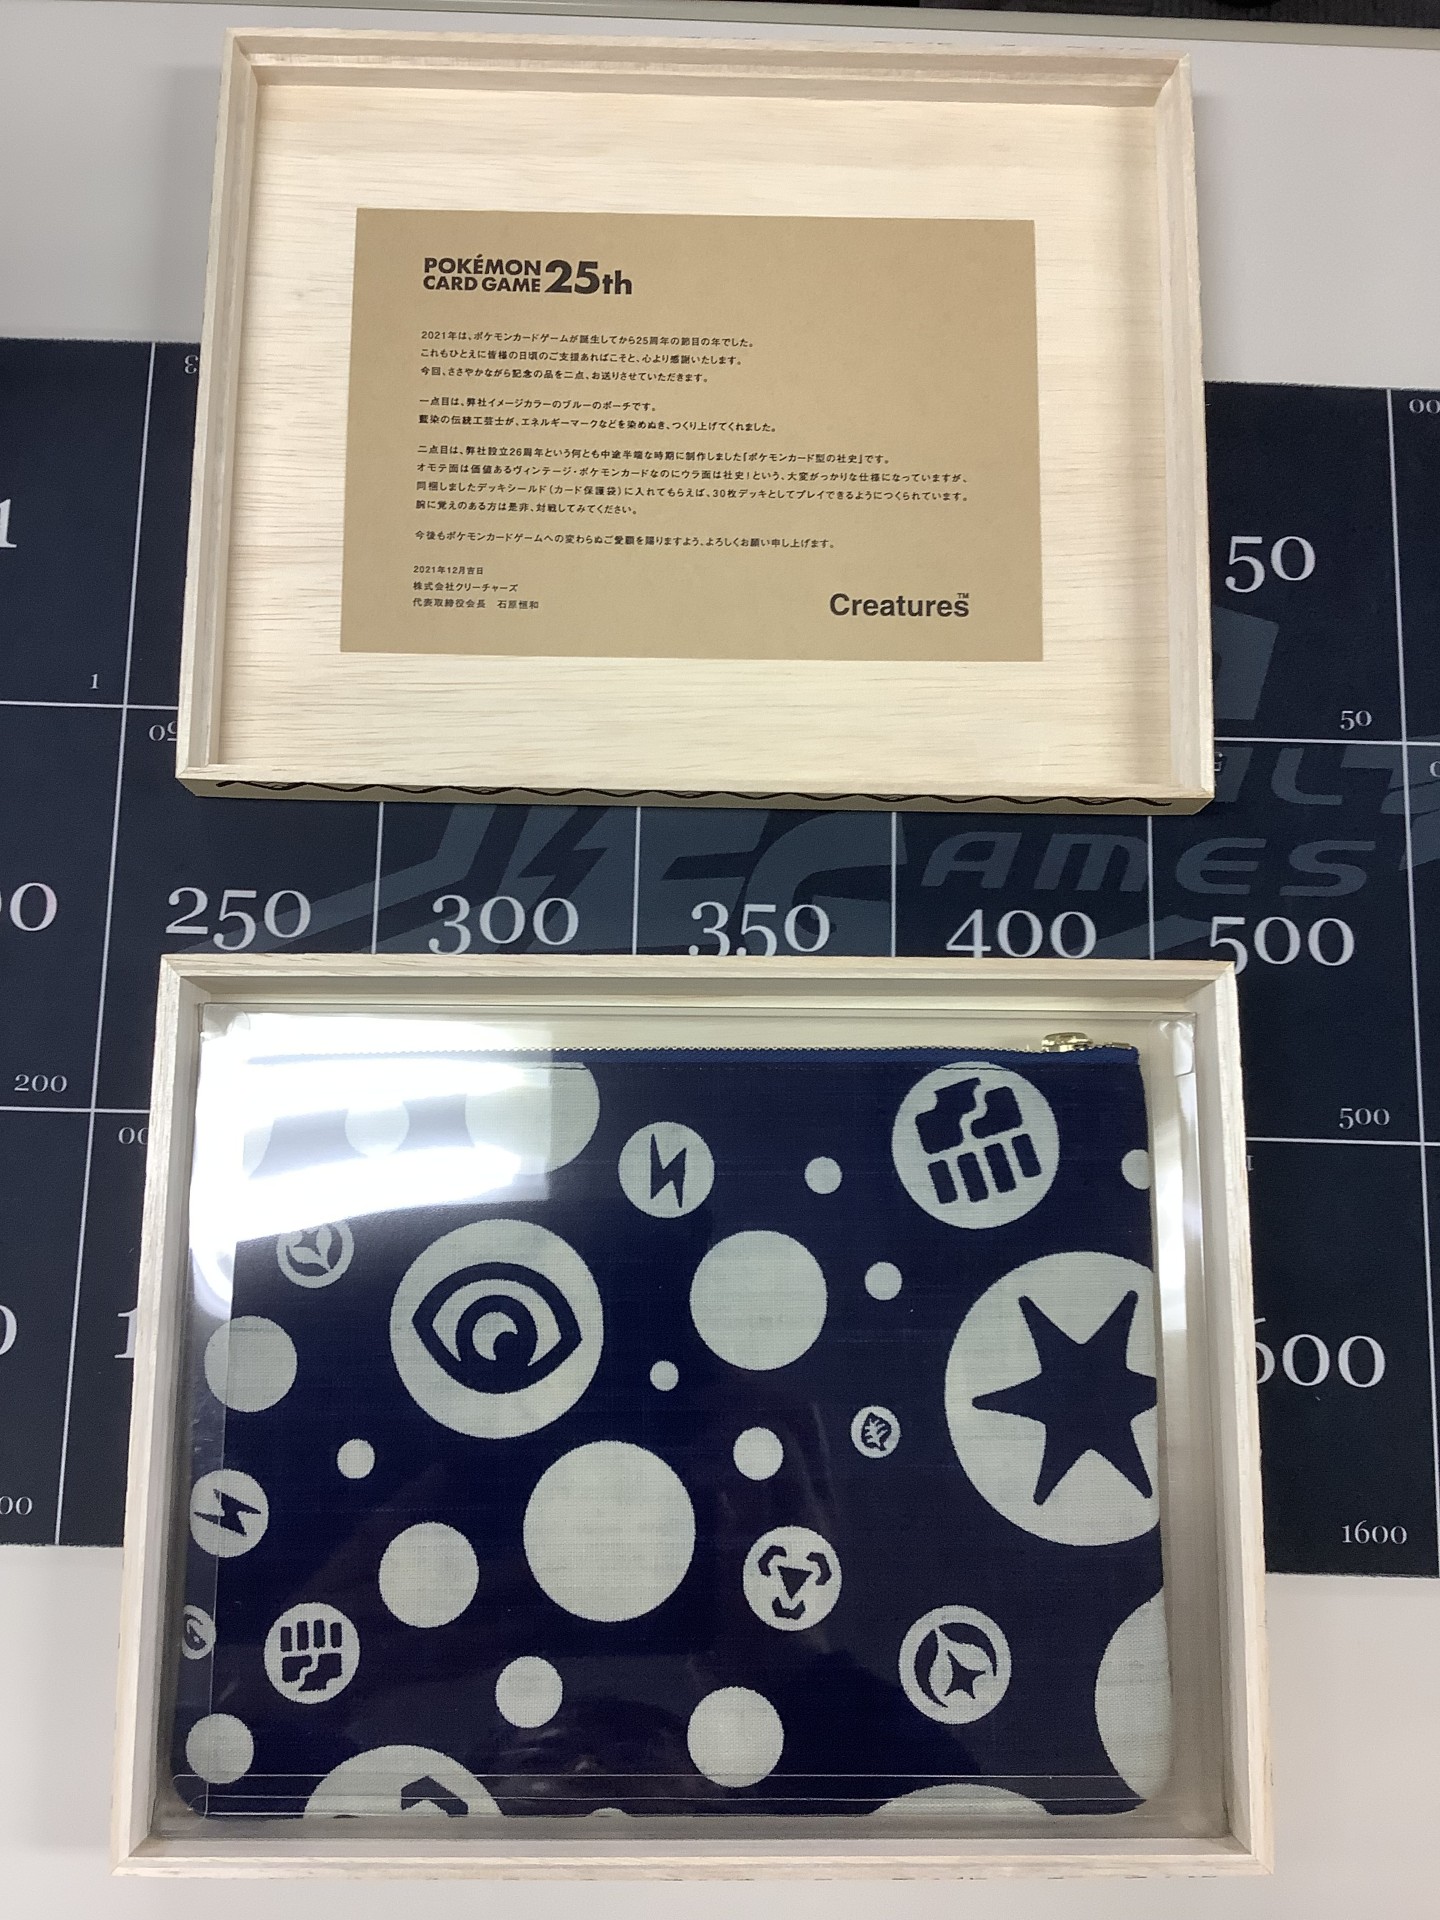 POKÉMON
CARD GAME 25th
2021年は、ポケモンカードゲームが誕生してから25周年の節目の年でした。
これもひとえに皆様の日頃のご支援あればこそと、心より感謝いたします。
今回、ささやかながら記念の品を二点、お送りさせていただきます。
一点目は、弊社イメージカラーのブルーのポーチです。
藍染の伝統工芸士が、エネルギーマークなどを染めぬき、つくり上げてくれました。
二点目は、弊社設立26周年という何とも中途半端な時期に制作しました「ポケモンカード型の社史」です。
オモテ面は価値あるヴィンテージ・ポケモンカードなのにウラ面は社史！という、大変がっかりな仕様になっていますが、
同梱しましたデッキシールド（カード保護袋）に入れてもらえば、30枚デッキとしてプレイできるようにつくられています。
腕に覚えのある方は是非、対戦してみてください。
今後もポケモンカードゲームへの変わらぬご愛顧を賜りますよう、よろしくお願い申し上げます。
2021年12月吉日
株式会社クリーチャーズ
代表取締役会長 石原恒和
Creatures™
1
50
50
AMES
250
300
350
400
500
200
500
1600